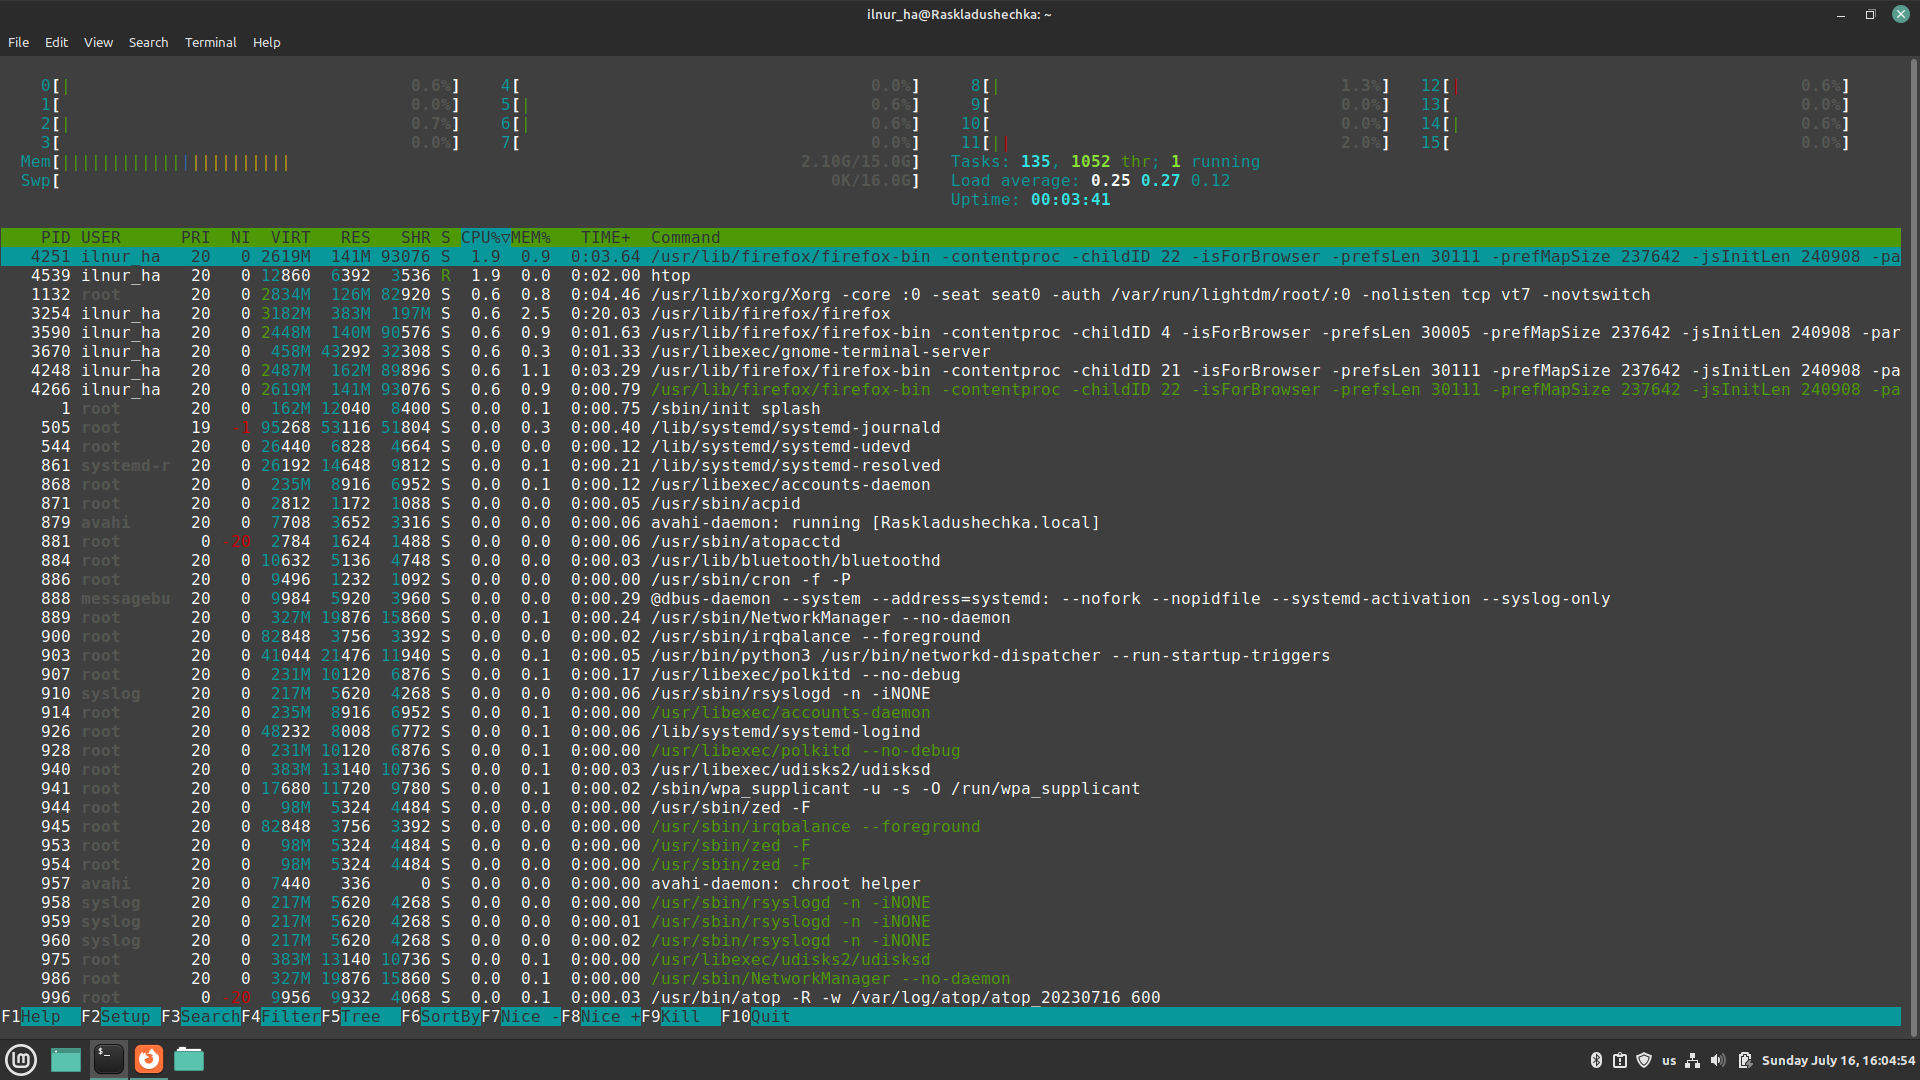 ilnur_ha@Raskladushechka: ~
File Edit View Search Terminal Help
0[| 0.6%] 4[ 0.0%] 8[| 1.3%] 12[| 0.6%]
1[ 0.0%] 5[| 0.6%] 9[ 0.0%] 13[ 0.0%]
2[| 0.7%] 6[| 0.6%] 10[ 0.0%] 14[| 0.6%]
3[ 0.0%] 7[ 0.0%] 11[|| 2.0%] 15[ 0.0%]
Mem[||||||||||||||||||||||| 2.10G/15.0G] Tasks: 135, 1052 thr; 1 running
Swp[ 0K/16.0G] Load average: 0.25 0.27 0.12
Uptime: 00:03:41
PID USER PRI NI VIRT RES SHR S CPU%▽MEM% TIME+ Command
4251 ilnur_ha 20 0 2619M 141M 93076 S 1.9 0.9 0:03.64 /usr/lib/firefox/firefox-bin -contentproc -childID 22 -isForBrowser -prefsLen 30111 -prefMapSize 237642 -jsInitLen 240908 -pa
4539 ilnur_ha 20 0 12860 6392 3536 R 1.9 0.0 0:02.00 htop
1132 root 20 0 2834M 126M 82920 S 0.6 0.8 0:04.46 /usr/lib/xorg/Xorg -core :0 -seat seat0 -auth /var/run/lightdm/root/:0 -nolisten tcp vt7 -novtswitch
3254 ilnur_ha 20 0 3182M 383M 197M S 0.6 2.5 0:20.03 /usr/lib/firefox/firefox
3590 ilnur_ha 20 0 2448M 140M 90576 S 0.6 0.9 0:01.63 /usr/lib/firefox/firefox-bin -contentproc -childID 4 -isForBrowser -prefsLen 30005 -prefMapSize 237642 -jsInitLen 240908 -par
3670 ilnur_ha 20 0 458M 43292 32308 S 0.6 0.3 0:01.33 /usr/libexec/gnome-terminal-server
4248 ilnur_ha 20 0 2487M 162M 89896 S 0.6 1.1 0:03.29 /usr/lib/firefox/firefox-bin -contentproc -childID 21 -isForBrowser -prefsLen 30111 -prefMapSize 237642 -jsInitLen 240908 -pa
4266 ilnur_ha 20 0 2619M 141M 93076 S 0.6 0.9 0:00.79 /usr/lib/firefox/firefox-bin -contentproc -childID 22 -isForBrowser -prefsLen 30111 -prefMapSize 237642 -jsInitLen 240908 -pa
1 root 20 0 162M 12040 8400 S 0.0 0.1 0:00.75 /sbin/init splash
505 root 19 -1 95268 53116 51804 S 0.0 0.3 0:00.40 /lib/systemd/systemd-journald
544 root 20 0 26440 6828 4664 S 0.0 0.0 0:00.12 /lib/systemd/systemd-udevd
861 systemd-r 20 0 26192 14648 9812 S 0.0 0.1 0:00.21 /lib/systemd/systemd-resolved
868 root 20 0 235M 8916 6952 S 0.0 0.1 0:00.12 /usr/libexec/accounts-daemon
871 root 20 0 2812 1172 1088 S 0.0 0.0 0:00.05 /usr/sbin/acpid
879 avahi 20 0 7708 3652 3316 S 0.0 0.0 0:00.06 avahi-daemon: running [Raskladushechka.local]
881 root 0 -20 2784 1624 1488 S 0.0 0.0 0:00.06 /usr/sbin/atopacctd
884 root 20 0 10632 5136 4748 S 0.0 0.0 0:00.03 /usr/lib/bluetooth/bluetoothd
886 root 20 0 9496 1232 1092 S 0.0 0.0 0:00.00 /usr/sbin/cron -f -P
888 messagebu 20 0 9984 5920 3960 S 0.0 0.0 0:00.29 @dbus-daemon --system --address=systemd: --nofork --nopidfile --systemd-activation --syslog-only
889 root 20 0 327M 19876 15860 S 0.0 0.1 0:00.24 /usr/sbin/NetworkManager --no-daemon
900 root 20 0 82848 3756 3392 S 0.0 0.0 0:00.02 /usr/sbin/irqbalance --foreground
903 root 20 0 41044 21476 11940 S 0.0 0.1 0:00.05 /usr/bin/python3 /usr/bin/networkd-dispatcher --run-startup-triggers
907 root 20 0 231M 10120 6876 S 0.0 0.1 0:00.17 /usr/libexec/polkitd --no-debug
910 syslog 20 0 217M 5620 4268 S 0.0 0.0 0:00.06 /usr/sbin/rsyslogd -n -iNONE
914 root 20 0 235M 8916 6952 S 0.0 0.1 0:00.00 /usr/libexec/accounts-daemon
926 root 20 0 48232 8008 6772 S 0.0 0.1 0:00.06 /lib/systemd/systemd-logind
928 root 20 0 231M 10120 6876 S 0.0 0.1 0:00.00 /usr/libexec/polkitd --no-debug
940 root 20 0 383M 13140 10736 S 0.0 0.1 0:00.03 /usr/libexec/udisks2/udisksd
941 root 20 0 17680 11720 9780 S 0.0 0.1 0:00.02 /sbin/wpa_supplicant -u -s -O /run/wpa_supplicant
944 root 20 0 98M 5324 4484 S 0.0 0.0 0:00.00 /usr/sbin/zed -F
945 root 20 0 82848 3756 3392 S 0.0 0.0 0:00.00 /usr/sbin/irqbalance --foreground
953 root 20 0 98M 5324 4484 S 0.0 0.0 0:00.00 /usr/sbin/zed -F
954 root 20 0 98M 5324 4484 S 0.0 0.0 0:00.00 /usr/sbin/zed -F
957 avahi 20 0 7440 336 0 S 0.0 0.0 0:00.00 avahi-daemon: chroot helper
958 syslog 20 0 217M 5620 4268 S 0.0 0.0 0:00.00 /usr/sbin/rsyslogd -n -iNONE
959 syslog 20 0 217M 5620 4268 S 0.0 0.0 0:00.01 /usr/sbin/rsyslogd -n -iNONE
960 syslog 20 0 217M 5620 4268 S 0.0 0.0 0:00.02 /usr/sbin/rsyslogd -n -iNONE
975 root 20 0 383M 13140 10736 S 0.0 0.1 0:00.00 /usr/libexec/udisks2/udisksd
986 root 20 0 327M 19876 15860 S 0.0 0.1 0:00.00 /usr/sbin/NetworkManager --no-daemon
996 root 0 -20 9956 9932 4068 S 0.0 0.1 0:00.03 /usr/bin/atop -R -w /var/log/atop/atop_20230716 600
F1Help F2Setup F3SearchF4FilterF5Tree F6SortByF7Nice -F8Nice +F9Kill F10Quit
us Sunday July 16, 16:04:54